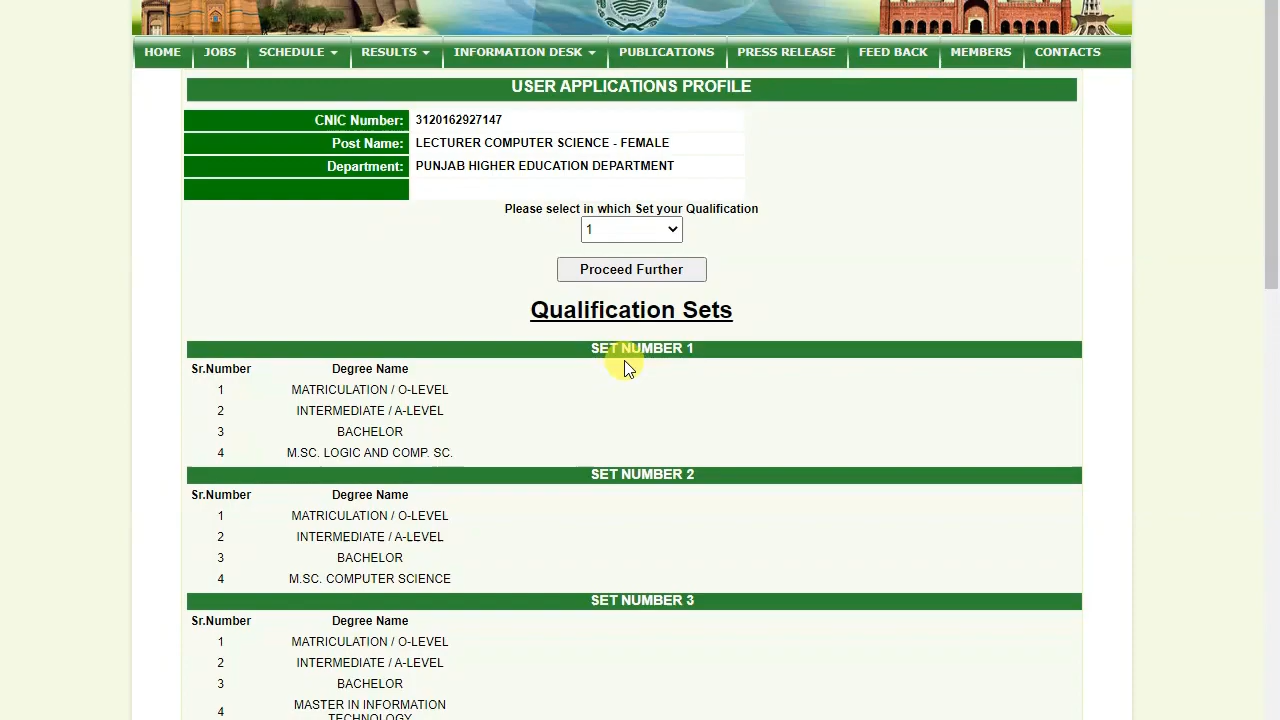 HOME JOBS SCHEDULE RESULTS INFORMATION DESK PUBLICATIONS PRESS RELEASE FEED BACK MEMBERS CONTACTS
USER APPLICATIONS PROFILE
CNIC Number: 3120162927147
Post Name: LECTURER COMPUTER SCIENCE - FEMALE
Department: PUNJAB HIGHER EDUCATION DEPARTMENT
Please select in which Set your Qualification
1
Proceed Further
Qualification Sets
SET NUMBER 1
Sr.Number Degree Name
1 MATRICULATION / O-LEVEL
2 INTERMEDIATE / A-LEVEL
3 BACHELOR
4 M.SC. LOGIC AND COMP. SC.
SET NUMBER 2
Sr.Number Degree Name
1 MATRICULATION / O-LEVEL
2 INTERMEDIATE / A-LEVEL
3 BACHELOR
4 M.SC. COMPUTER SCIENCE
SET NUMBER 3
Sr.Number Degree Name
1 MATRICULATION / O-LEVEL
2 INTERMEDIATE / A-LEVEL
3 BACHELOR
4 MASTER IN INFORMATION
TECHNOLOGY